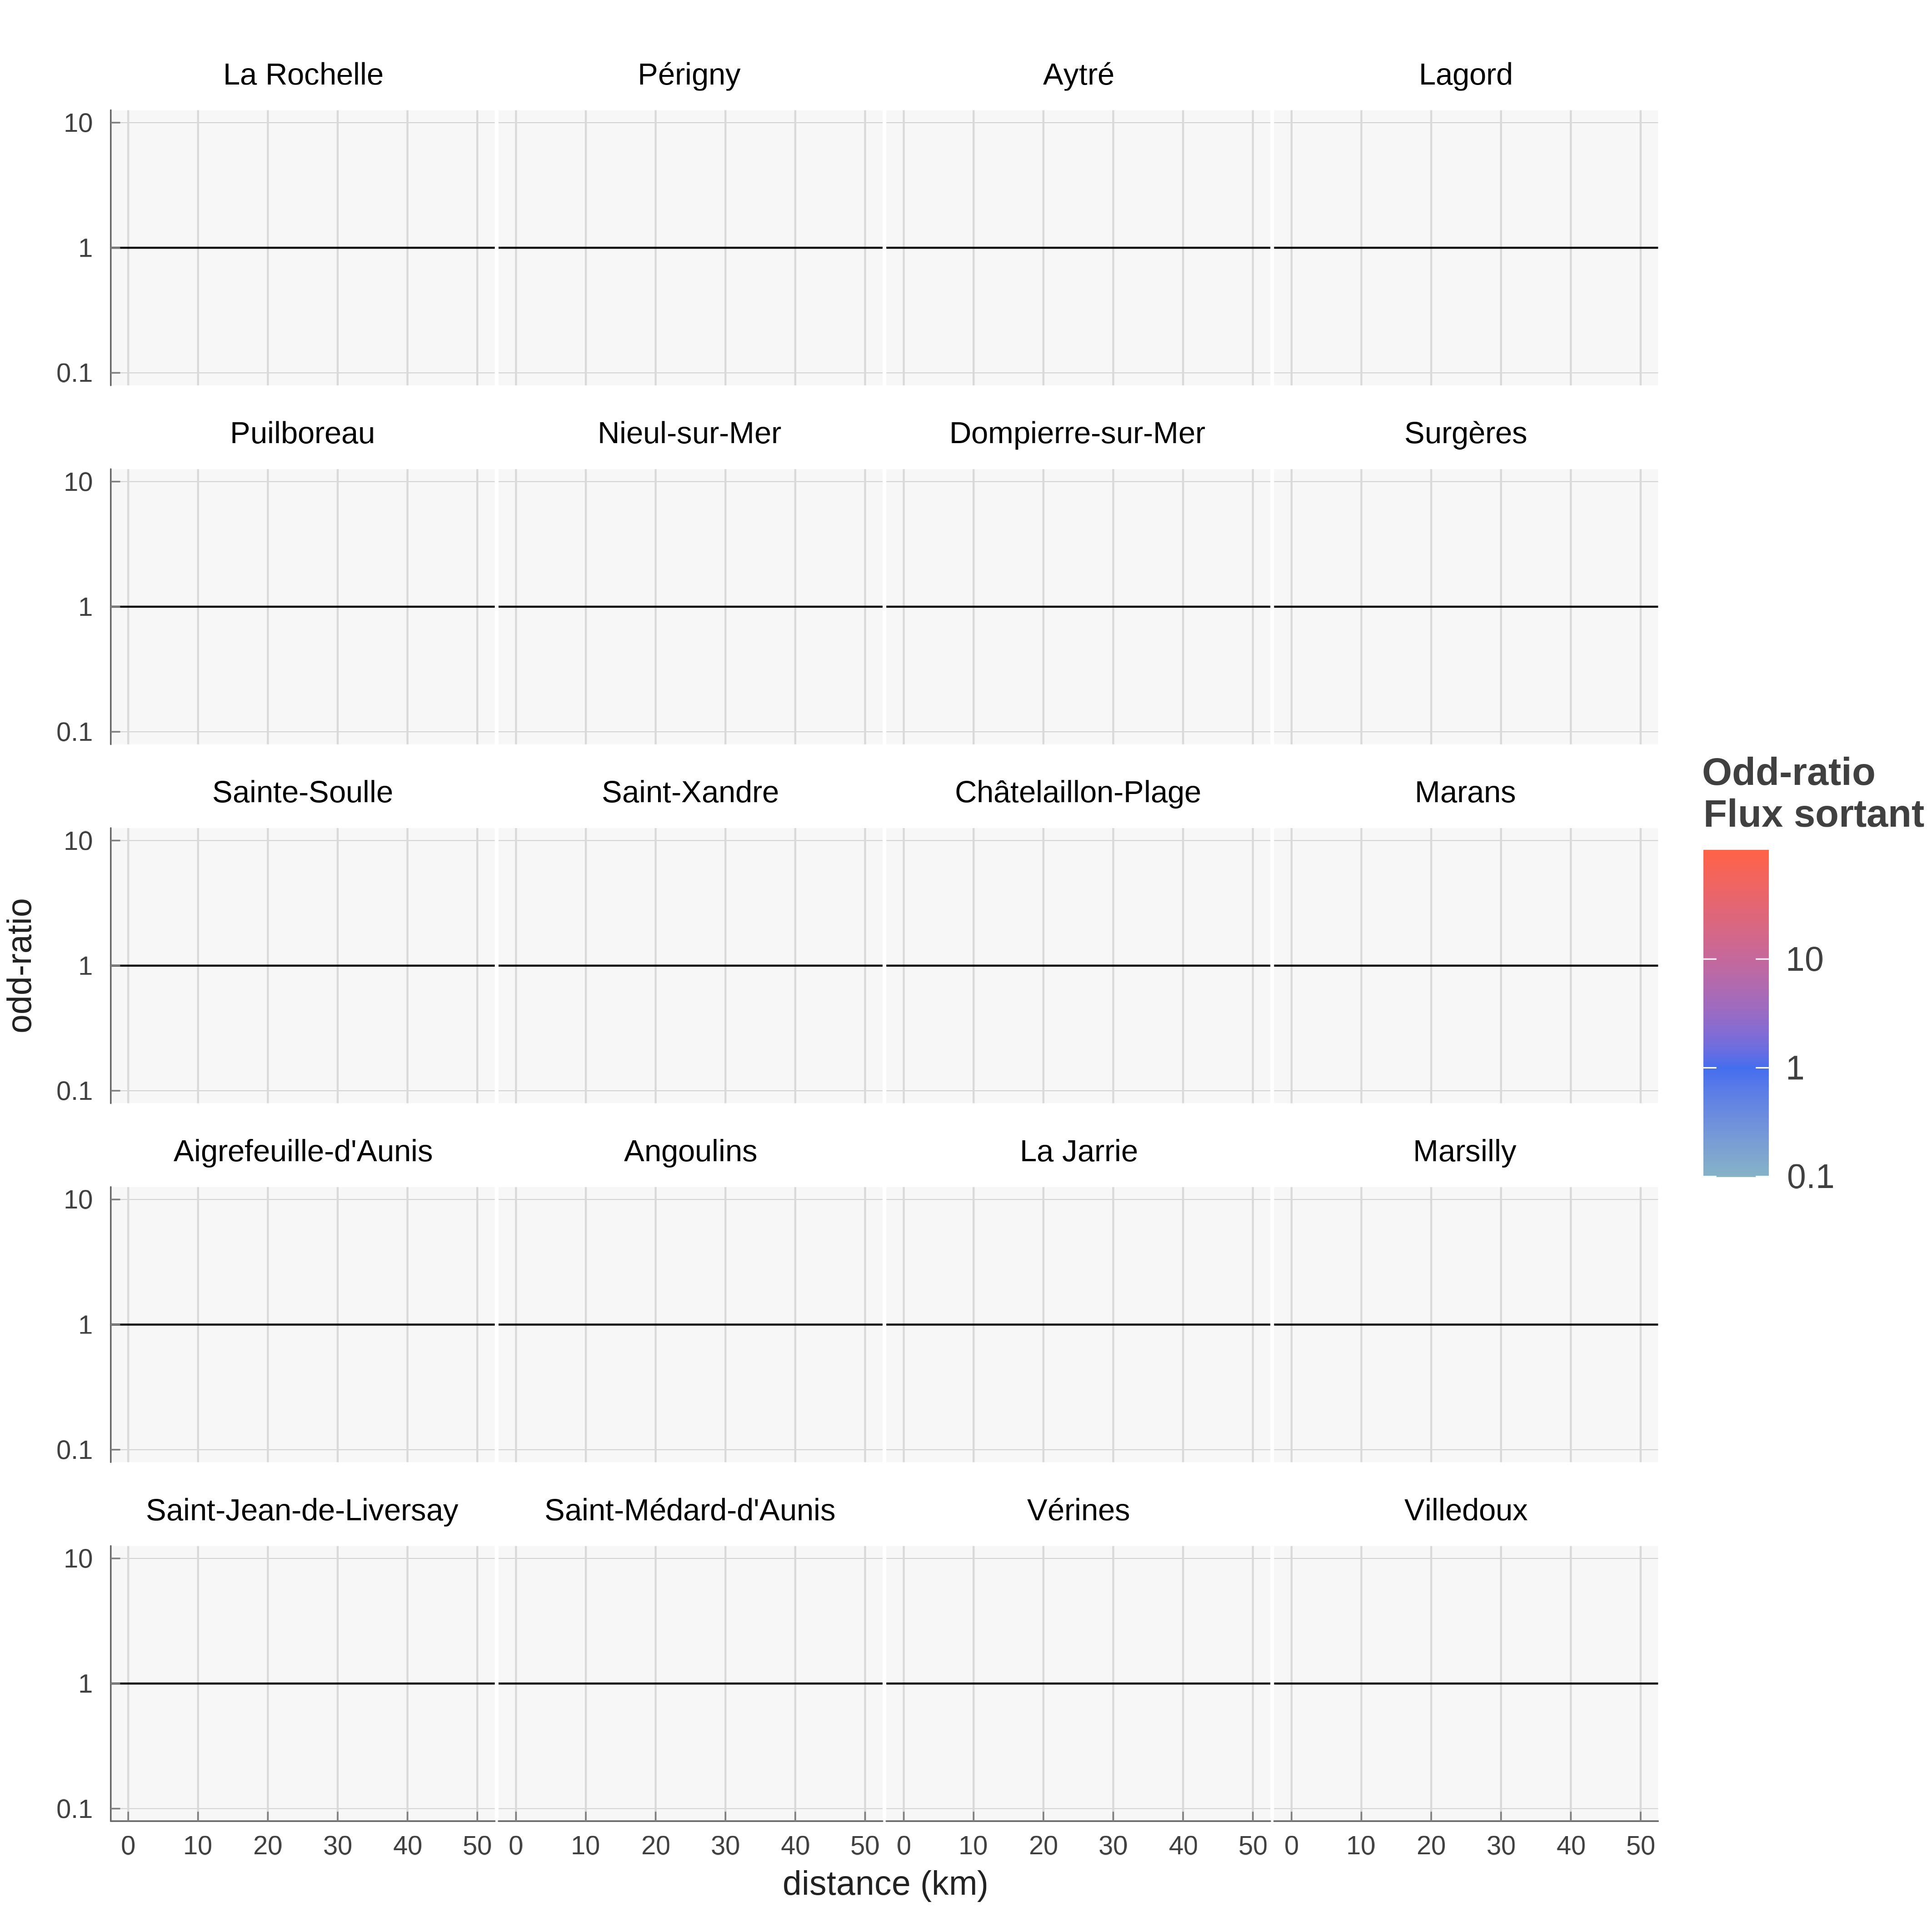 La Rochelle Périgny Aytré Lagord
10
1
0.1
Puilboreau Nieul-sur-Mer Dompierre-sur-Mer Surgères
10
1
0.1
Sainte-Soulle Saint-Xandre Châtelaillon-Plage Marans
10
1
0.1
Aigrefeuille-d'Aunis Angoulins La Jarrie Marsilly
10
1
0.1
Saint-Jean-de-Liversay Saint-Médard-d'Aunis Vérines Villedoux
10
1
0.1
0 10 20 30 40 50 0 10 20 30 40 50 0 10 20 30 40 50 0 10 20 30 40 50
distance (km)
odd-ratio
Odd-ratio
Flux sortant
10
1
0.1